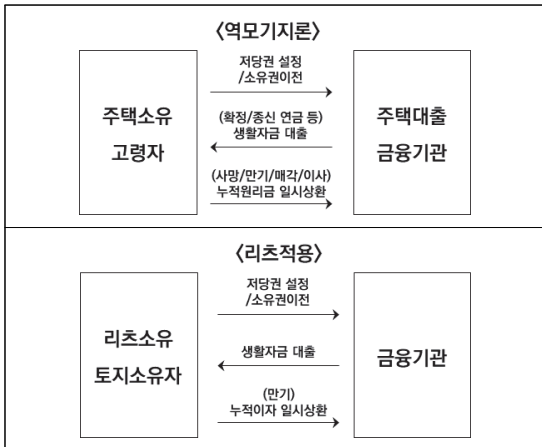 〈역모기지론〉
저당권 설정
/소유권이전
주택소유
고령자
(확정/종신 연금 등)
생활자금 대출
주택대출
금융기관
(사망/만기/매각/이사)
누적원리금 일시상환
〈리츠적용〉
저당권 설정
/소유권이전
리츠소유
토지소유자
생활자금 대출
금융기관
(만기)
누적이자 일시상환